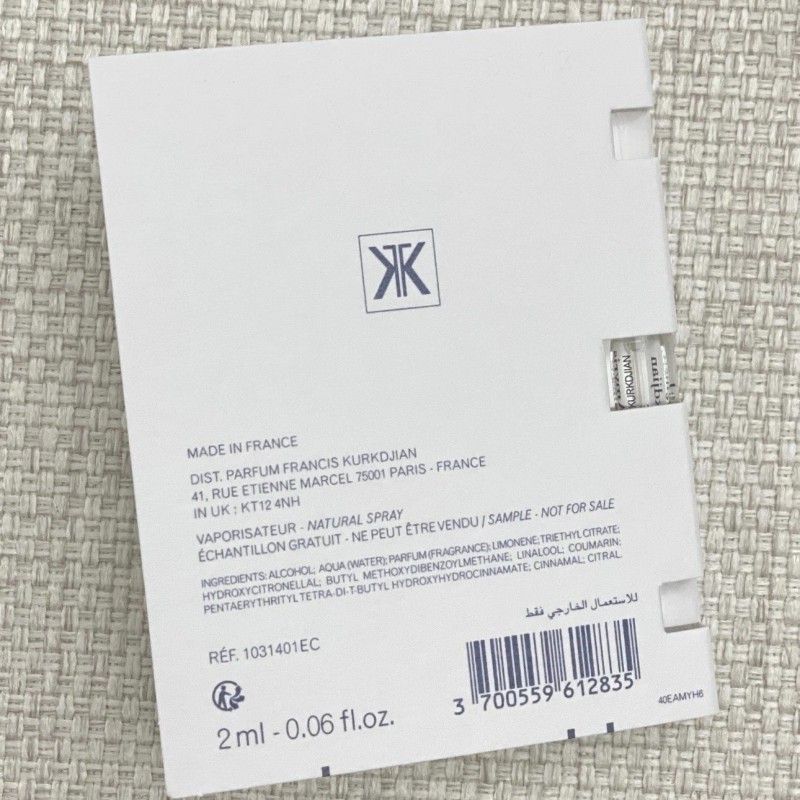 MADE IN FRANCE
DIST. PARFUM FRANCIS KURKDJIAN
41, RUE ETIENNE MARCEL 75001 PARIS - FRANCE
IN UK : KT12 4NH
VAPORISATEUR - NATURAL SPRAY
ÉCHANTILLON GRATUIT - NE PEUT ÊTRE VENDU / SAMPLE - NOT FOR SALE
INGREDIENTS: ALCOHOL; AQUA (WATER); PARFUM (FRAGRANCE); LIMONENE; TRIETHYL CITRATE;
HYDROXYCITRONELLAL; BUTYL METHOXYDIBENZOYLMETHANE; LINALOOL; COUMARIN;
PENTAERYTHRITYL TETRA-DI-T-BUTYL HYDROXYHYDROCINNAMATE; CINNAMAL; CITRAL.
للاستعمال الخارجي فقط
RÉF. 1031401EC
3 700559 612835
40EAMYH6
2 ml - 0.06 fl.oz.
KURKDJIAN